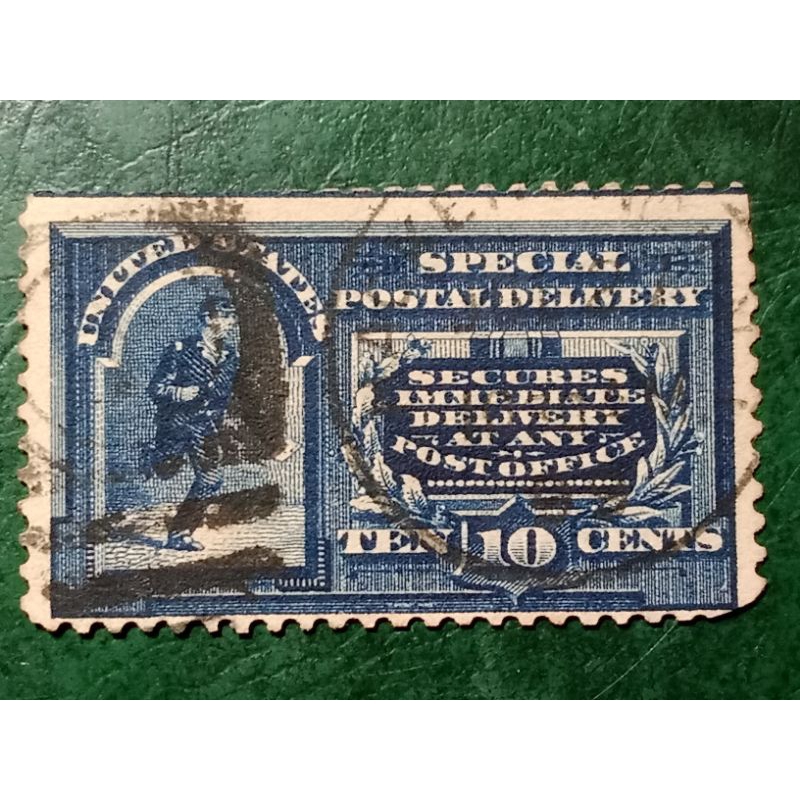 UNITED STATES
SPECIAL
POSTAL DELIVERY
SECURES
IMMEDIATE
DELIVERY
AT ANY
POST OFFICE
TEN 10 CENTS